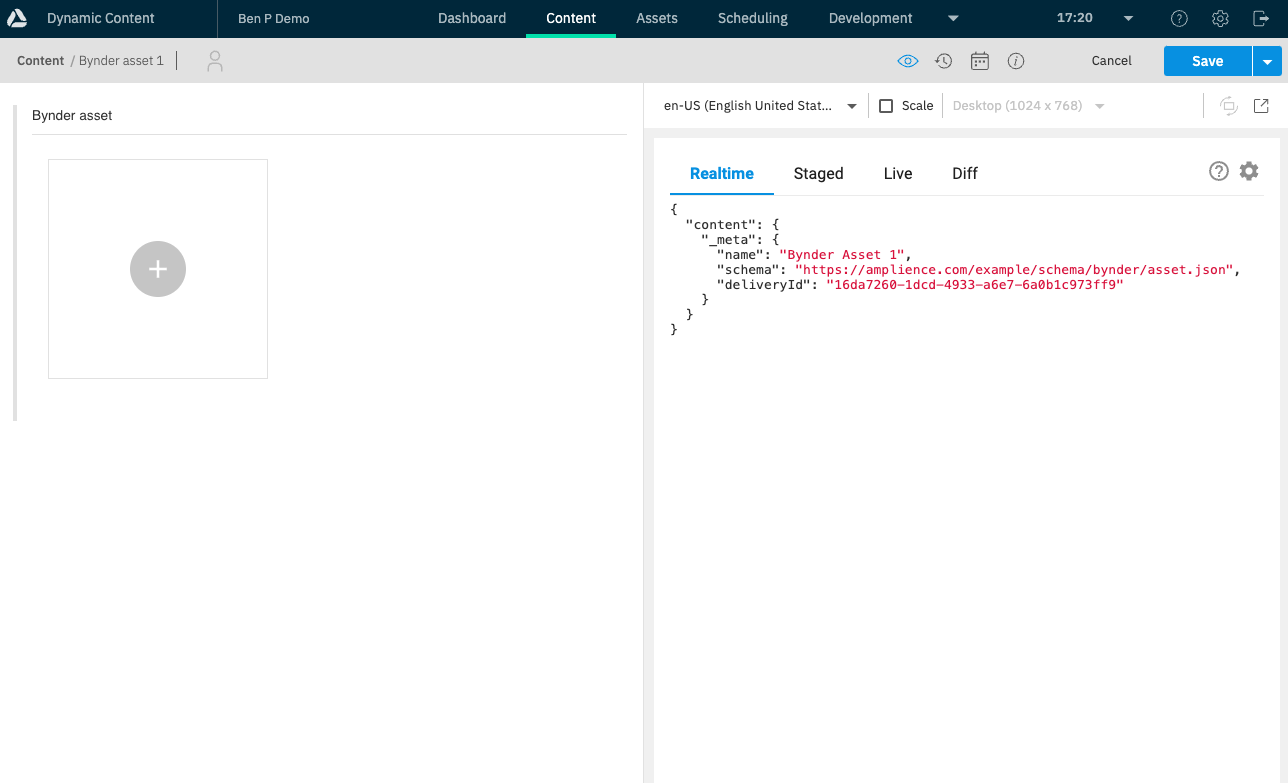 Dynamic Content Ben P Demo Dashboard Content Assets Scheduling Development 17:20
Content / Bynder asset 1 Cancel Save
Bynder asset
en-US (English United Stat... Scale Desktop (1024 x 768)
Realtime Staged Live Diff
{
"content": {
"_meta": {
"name": "Bynder Asset 1",
"schema": "https://amplience.com/example/schema/bynder/asset.json",
"deliveryId": "16da7260-1dcd-4933-a6e7-6a0b1c973ff9"
}
}
}